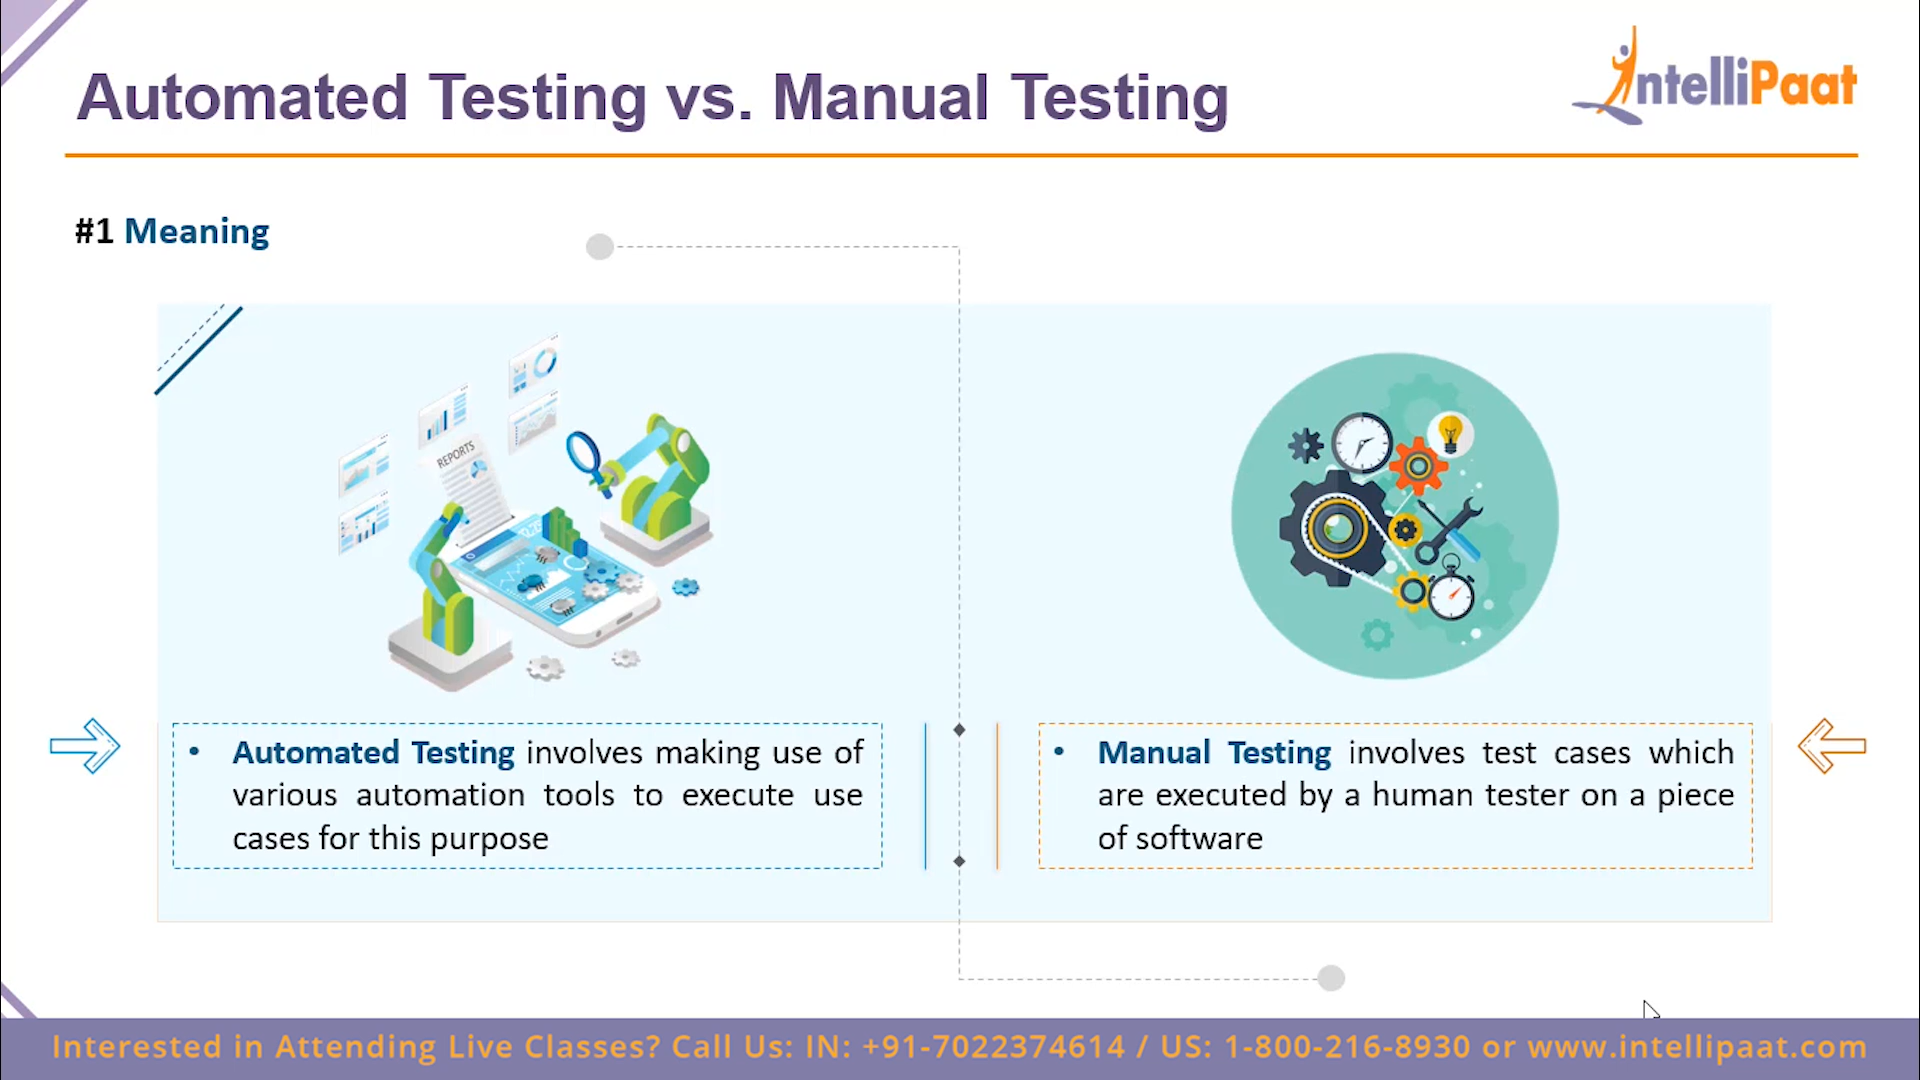 Automated Testing vs. Manual Testing
IntelliPaat
#1 Meaning
REPORTS
• Automated Testing involves making use of
various automation tools to execute use
cases for this purpose
• Manual Testing involves test cases which
are executed by a human tester on a piece
of software
Interested in Attending Live Classes? Call Us: IN: +91-7022374614 / US: 1-800-216-8930 or www.intellipaat.com